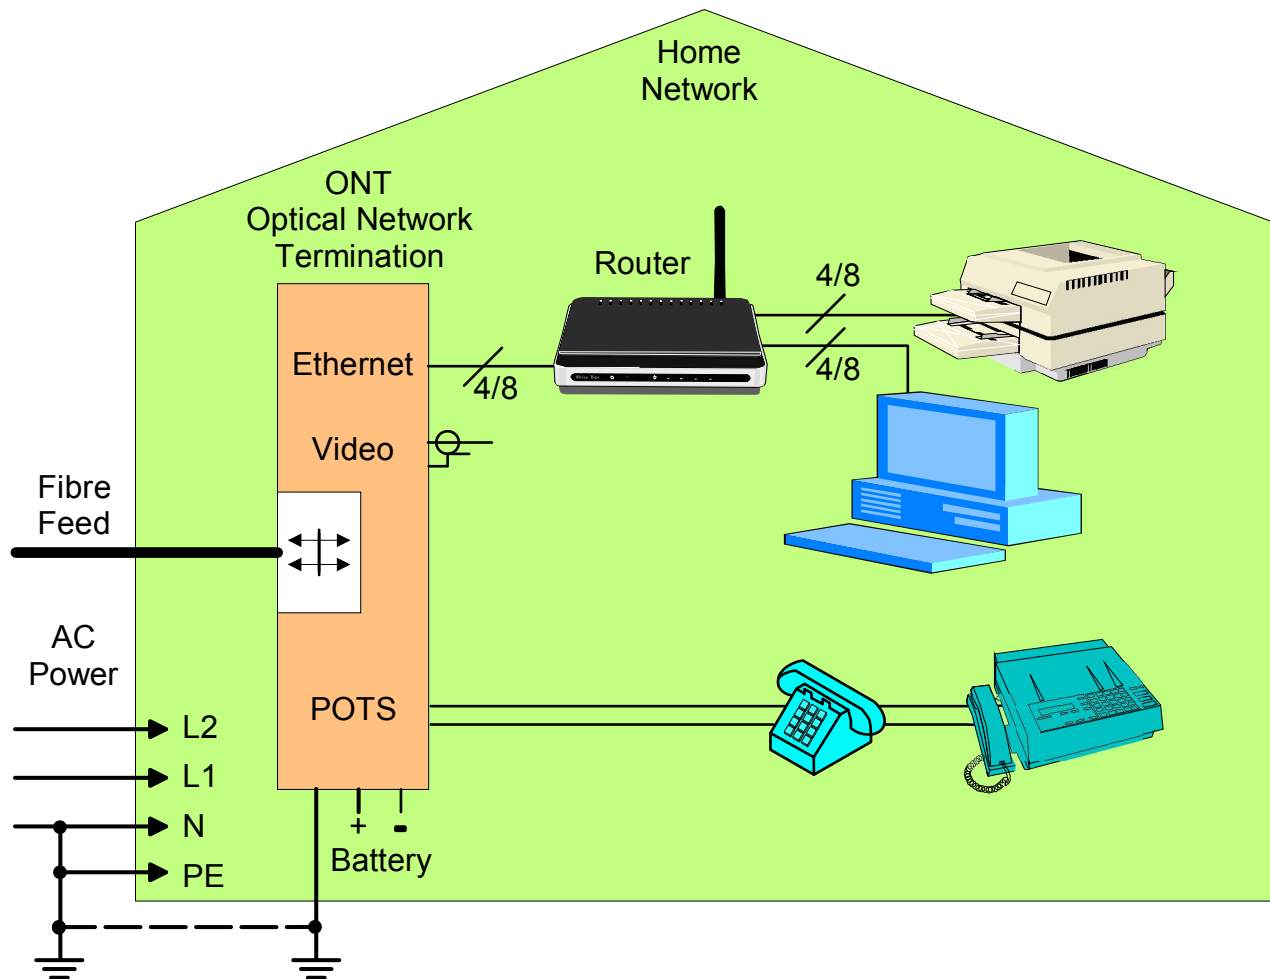 Home
Network
ONT
Optical Network
Termination
Router
4/8
Ethernet
4/8
4/8
Video
Fibre
Feed
AC
Power
POTS
L2
L1
N
+ -
Battery
PE